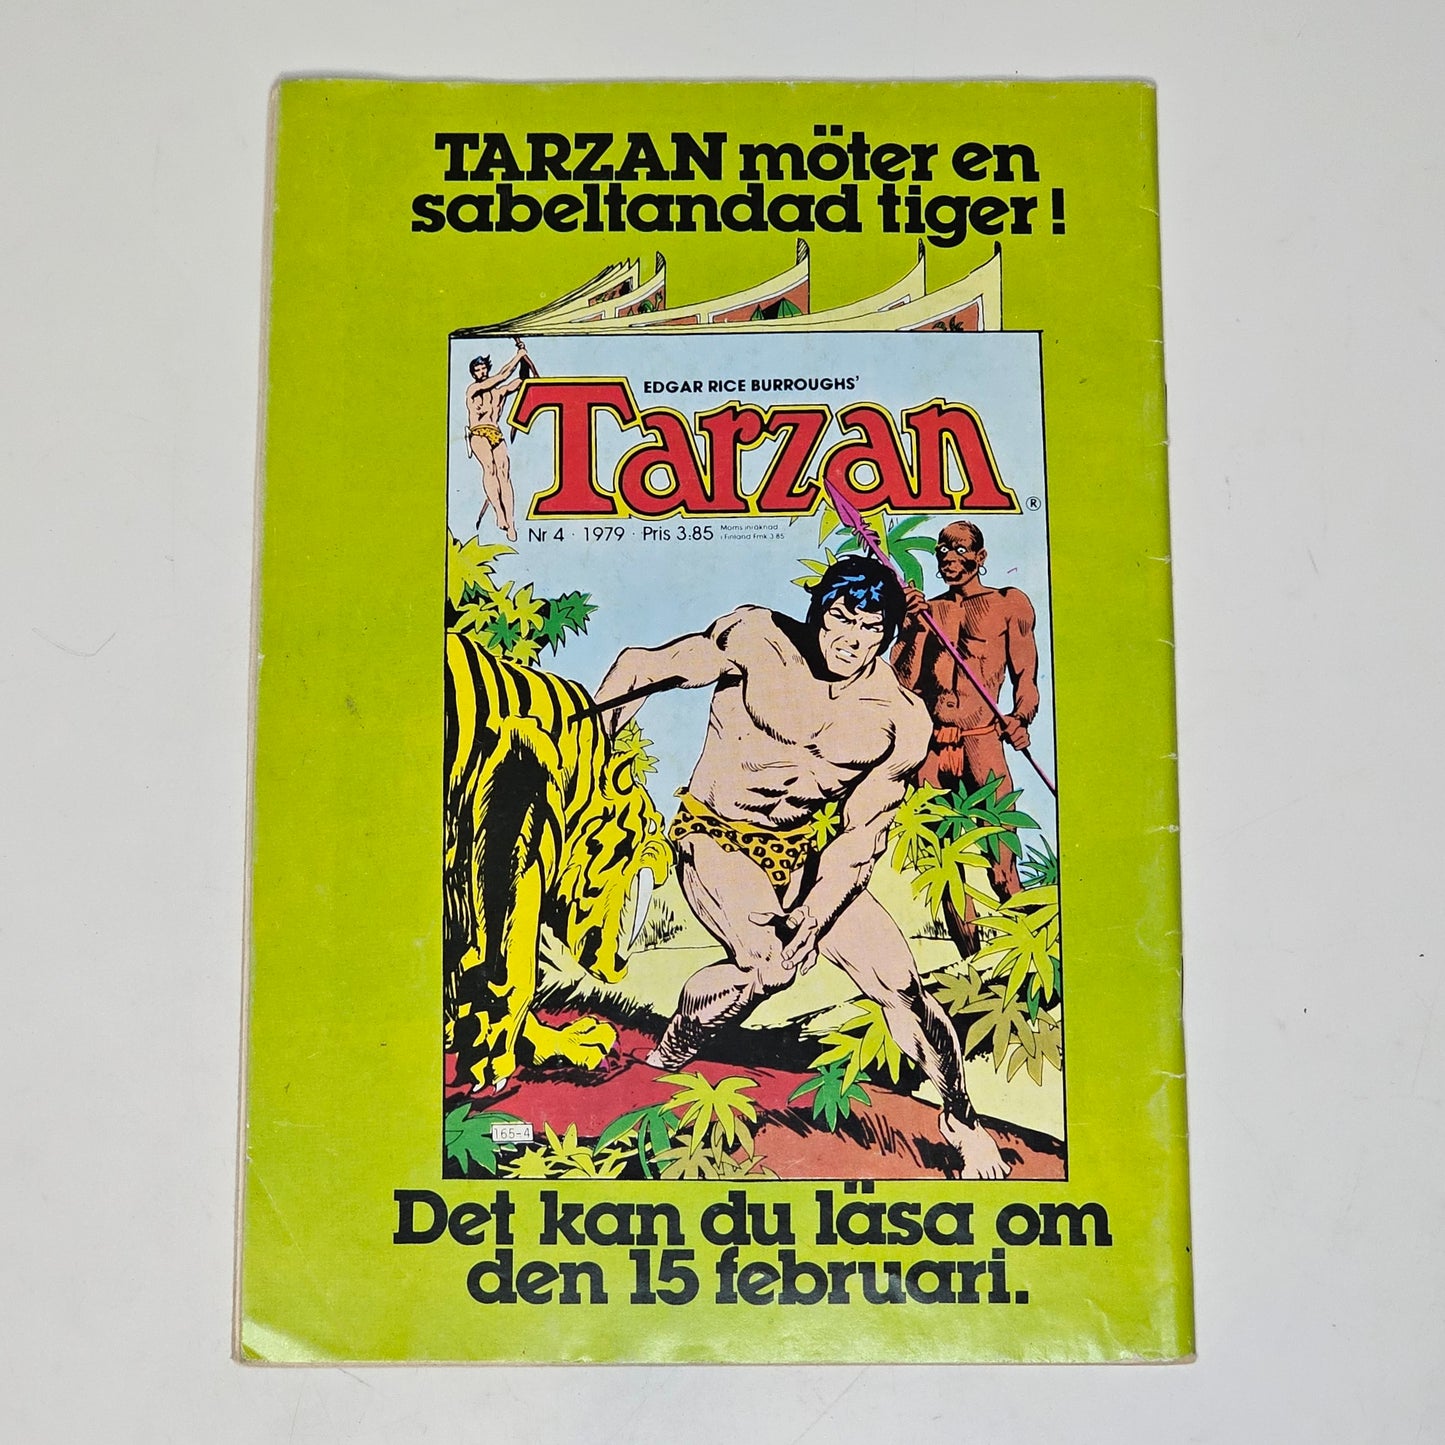 TARZAN möter en
sabeltandad tiger!
EDGAR RICE BURROUGHS'
Tarzan ®
Nr 4 · 1979 · Pris 3:85
Moms inräknad
i Finland Fmk 3.85
165-4
Det kan du läsa om
den 15 februari.